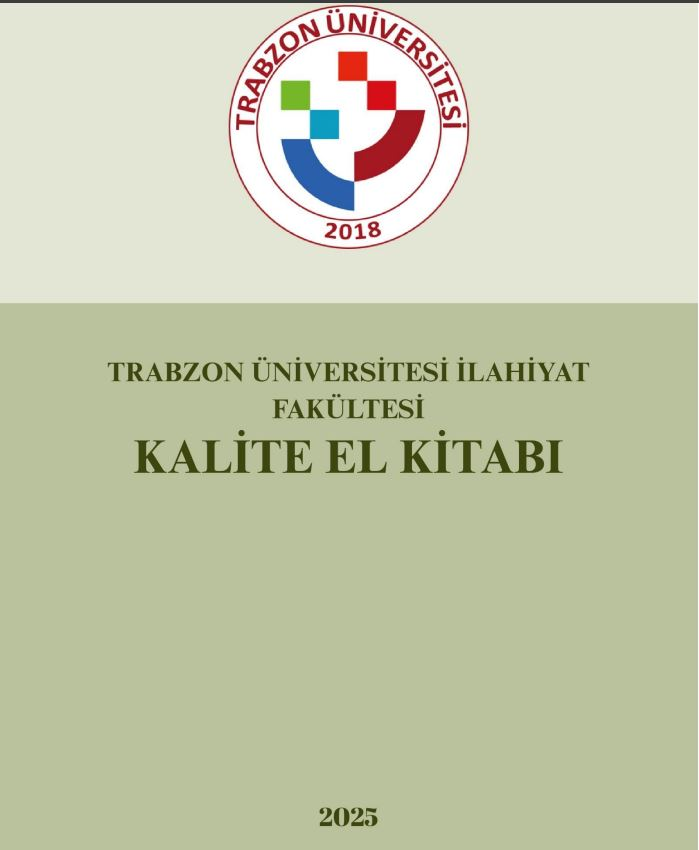 TRABZON ÜNİVERSİTESİ
2018
TRABZON ÜNİVERSİTESİ İLAHİYAT
FAKÜLTESİ
KALİTE EL KİTABI
2025